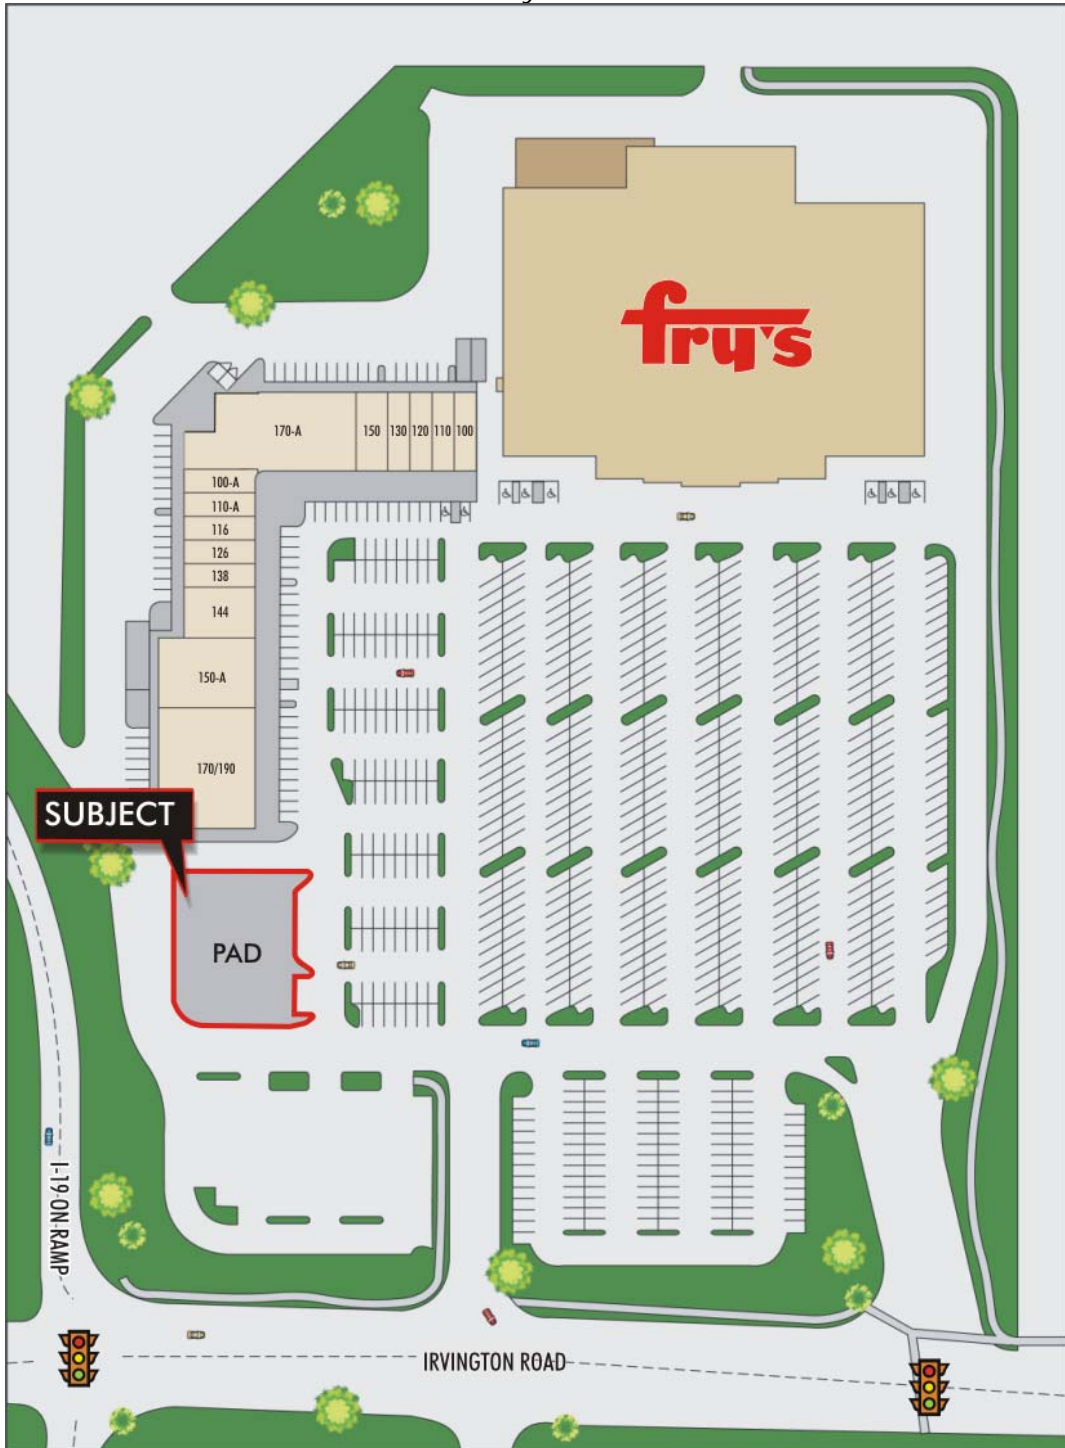 fry's
170-A
150
130
120
110
100
100-A
110-A
116
126
138
144
150-A
170/190
SUBJECT
PAD
I-19 ON-RAMP
IRVINGTON ROAD